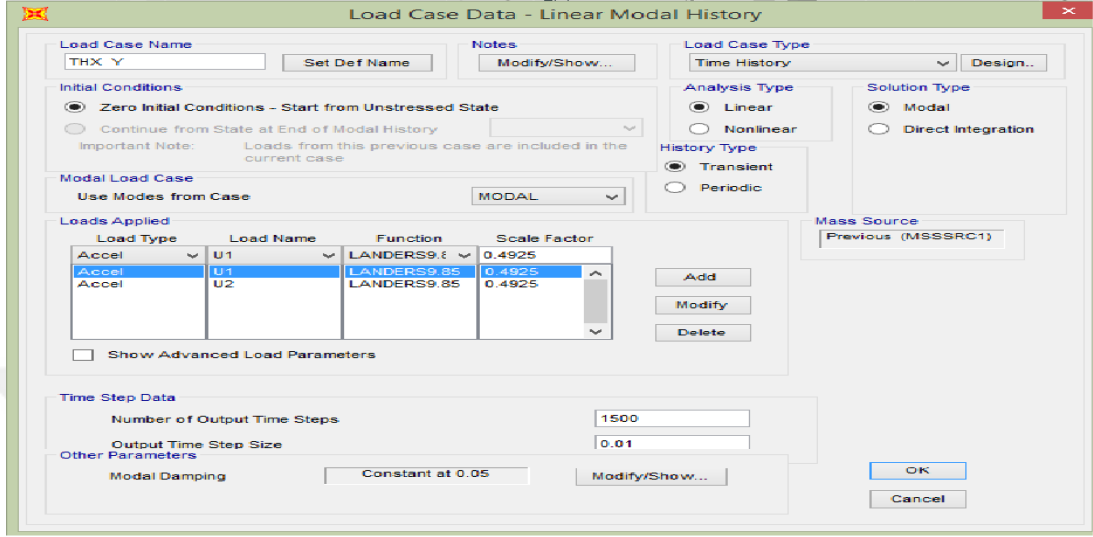 Load Case Data - Linear Modal History
Load Case Name
THX Y
Set Def Name
Notes
Modify/Show...
Load Case Type
Time History
Design..
Initial Conditions
Zero Initial Conditions - Start from Unstressed State
Continue from State at End of Modal History
Important Note: Loads from this previous case are included in the
current case
Analysis Type
Linear
Nonlinear
Solution Type
Modal
Direct Integration
History Type
Transient
Periodic
Modal Load Case
Use Modes from Case
MODAL
Loads Applied
Load Type Load Name Function Scale Factor
Accel U1 LANDERS9.8 0.4925
Accel U1 LANDERS9.85 0.4925
Accel U2 LANDERS9.85 0.4925
Add
Modify
Delete
Show Advanced Load Parameters
Mass Source
Previous (MSSSRC1)
Time Step Data
Number of Output Time Steps 1500
Output Time Step Size 0.01
Other Parameters
Modal Damping Constant at 0.05 Modify/Show...
OK
Cancel